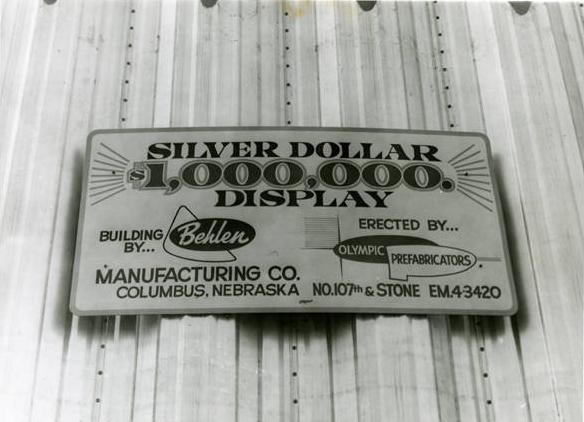 SILVER DOLLAR
$1,000,000.
DISPLAY
BUILDING
BY...
Behlen
MANUFACTURING CO.
COLUMBUS, NEBRASKA
ERECTED BY...
OLYMPIC
PREFABRICATORS
NO.107th & STONE EM.4-3420